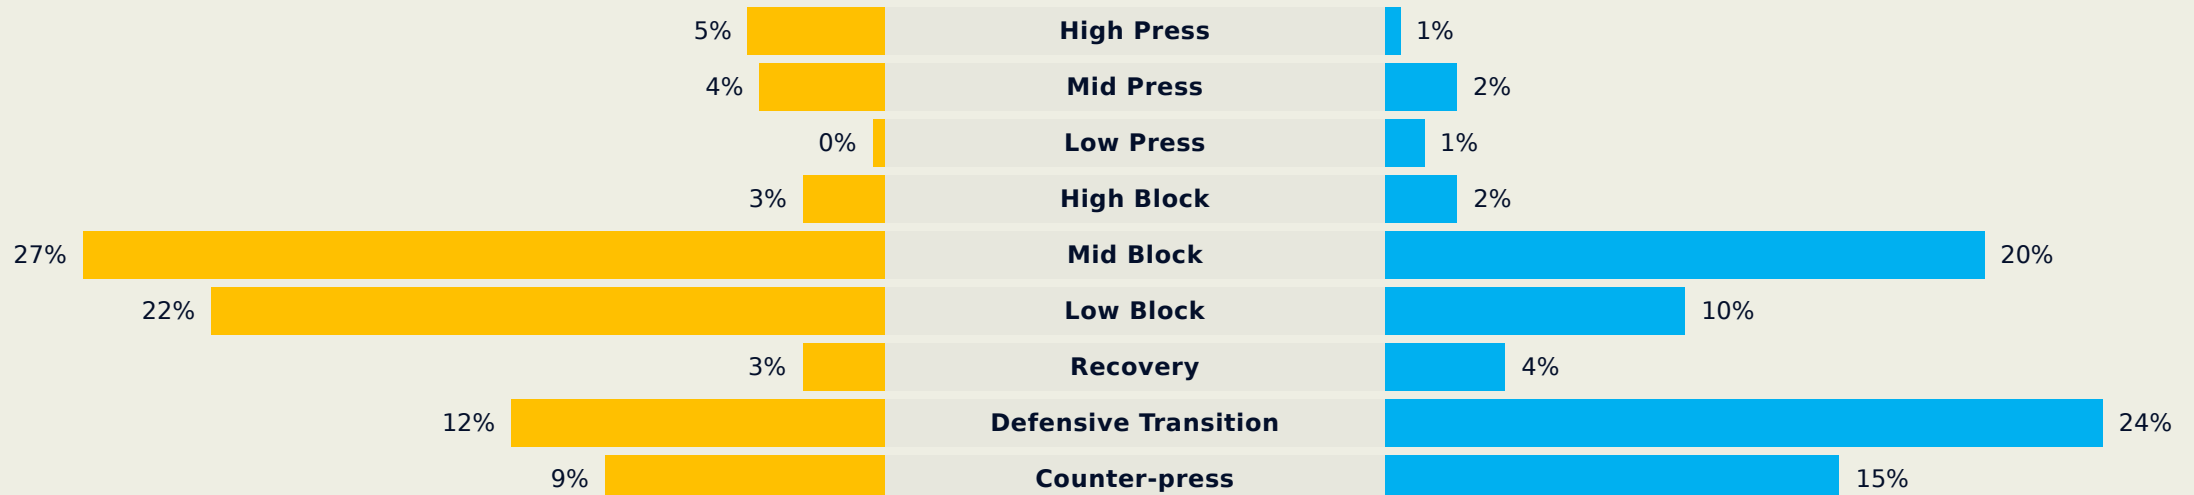 5% High Press 1%
4% Mid Press 2%
0% Low Press 1%
3% High Block 2%
27% Mid Block 20%
22% Low Block 10%
3% Recovery 4%
12% Defensive Transition 24%
9% Counter-press 15%